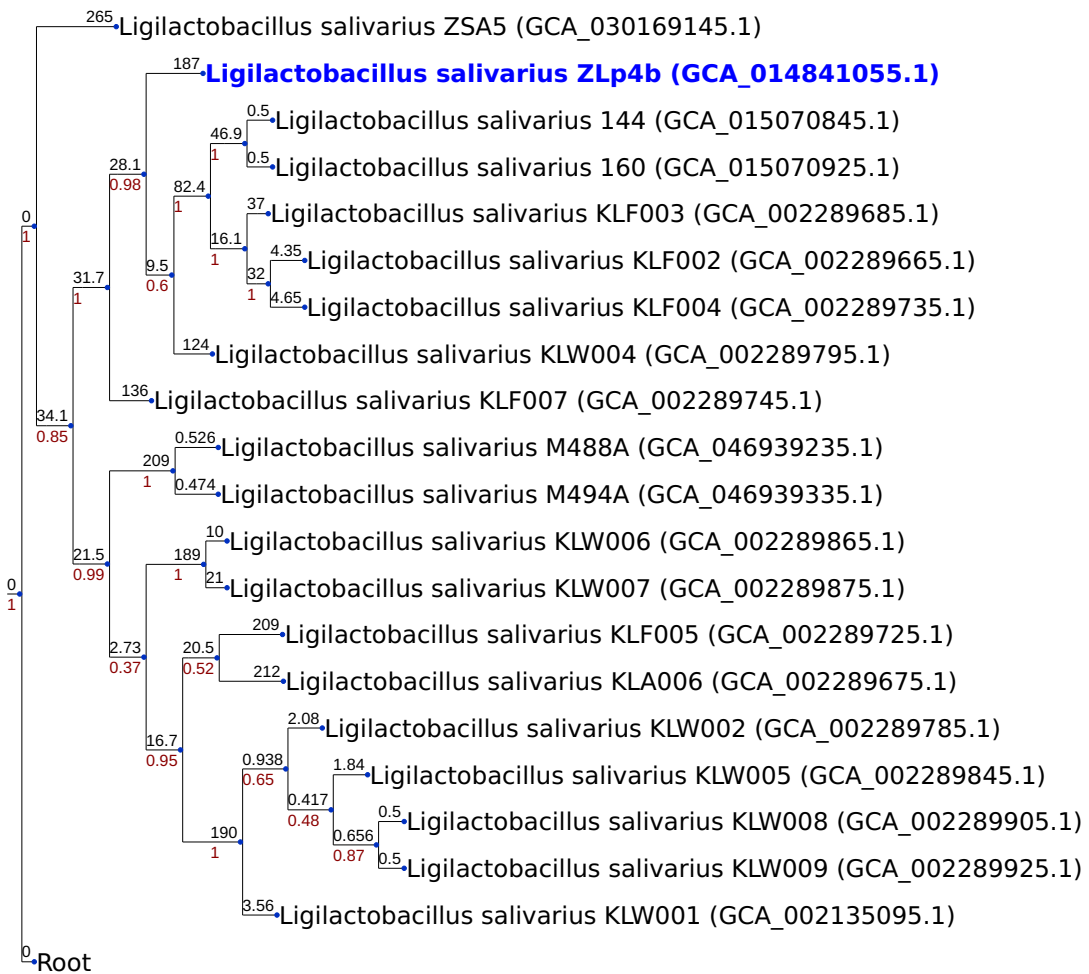 265 Ligilactobacillus salivarius ZSA5 (GCA_030169145.1)
187 Ligilactobacillus salivarius ZLp4b (GCA_014841055.1)
0.5 Ligilactobacillus salivarius 144 (GCA_015070845.1)
46.9
1
0.5 Ligilactobacillus salivarius 160 (GCA_015070925.1)
28.1
0.98
82.4
1
37 Ligilactobacillus salivarius KLF003 (GCA_002289685.1)
0
1
16.1
1
4.35 Ligilactobacillus salivarius KLF002 (GCA_002289665.1)
9.5
0.6
32
1
31.7
1
4.65 Ligilactobacillus salivarius KLF004 (GCA_002289735.1)
124 Ligilactobacillus salivarius KLW004 (GCA_002289795.1)
136 Ligilactobacillus salivarius KLF007 (GCA_002289745.1)
34.1
0.85
0.526 Ligilactobacillus salivarius M488A (GCA_046939235.1)
209
1
0.474 Ligilactobacillus salivarius M494A (GCA_046939335.1)
10 Ligilactobacillus salivarius KLW006 (GCA_002289865.1)
21.5
0.99
189
1
21 Ligilactobacillus salivarius KLW007 (GCA_002289875.1)
0
1
209 Ligilactobacillus salivarius KLF005 (GCA_002289725.1)
2.73
0.37
20.5
0.52
212 Ligilactobacillus salivarius KLA006 (GCA_002289675.1)
2.08 Ligilactobacillus salivarius KLW002 (GCA_002289785.1)
16.7
0.95
0.938
0.65
1.84 Ligilactobacillus salivarius KLW005 (GCA_002289845.1)
0.417
0.48
0.5 Ligilactobacillus salivarius KLW008 (GCA_002289905.1)
190
1
0.656
0.87
0.5 Ligilactobacillus salivarius KLW009 (GCA_002289925.1)
3.56 Ligilactobacillus salivarius KLW001 (GCA_002135095.1)
0 Root